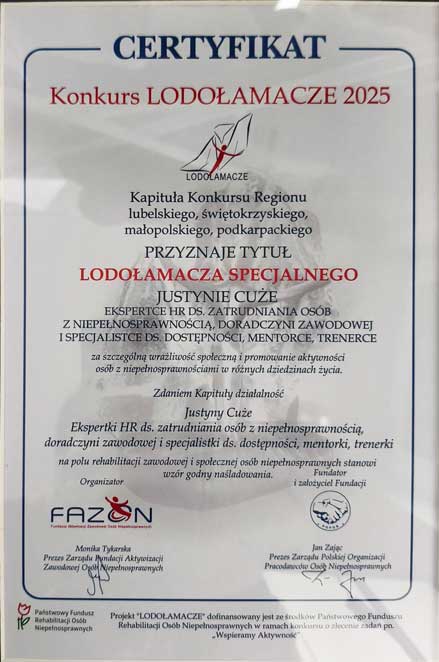 CERTYFIKAT
Konkurs LODOŁAMACZE 2025
LODOŁAMACZE
Kapituła Konkursu Regionu
lubelskiego, świętokrzyskiego,
małopolskiego, podkarpackiego
PRZYZNAJE TYTUŁ
LODOŁAMACZA SPECJALNEGO
JUSTYNIE CUŻE
EKSPERTCE HR DS. ZATRUDNIANIA OSÓB
Z NIEPEŁNOSPRAWNOŚCIĄ, DORADCZYNI ZAWODOWEJ
I SPECJALISTCE DS. DOSTĘPNOŚCI, MENTORCE, TRENERCE
za szczególną wrażliwość społeczną i promowanie aktywności
osób z niepełnosprawnościami w różnych dziedzinach życia.
Zdaniem Kapituły działalność
Justyny Cuże
Ekspertki HR ds. zatrudniania osób z niepełnosprawnością,
doradczyni zawodowej i specjalistki ds. dostępności, mentorki, trenerki
na polu rehabilitacji zawodowej i społecznej osób niepełnosprawnych stanowi
wzór godny naśladowania.
Organizator
Fundator
i założyciel Fundacji
FAZON
Fundacja Aktywizacji Zawodowej Osób Niepełnosprawnych
Monika Tykarska
Prezes Zarządu Fundacji Aktywizacji
Zawodowej Osób Niepełnosprawnych
Jan Zając
Prezes Zarządu Polskiej Organizacji
Pracodawców Osób Niepełnosprawnych
Państwowy Fundusz
Rehabilitacji Osób
Niepełnosprawnych
Projekt "LODOŁAMACZE" dofinansowany jest ze środków Państwowego Funduszu
Rehabilitacji Osób Niepełnosprawnych w ramach konkursu o zlecenie zadań pn.
„Wspieramy Aktywność"